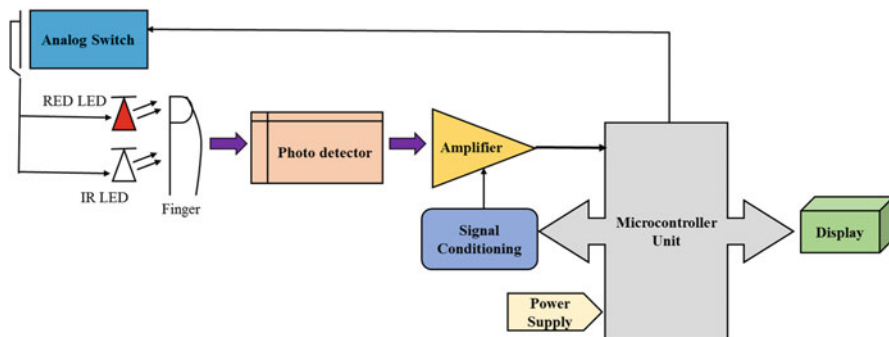 Analog Switch
RED LED
IR LED
Finger
Photo detector
Amplifier
Signal
Conditioning
Microcontroller
Unit
Display
Power
Supply